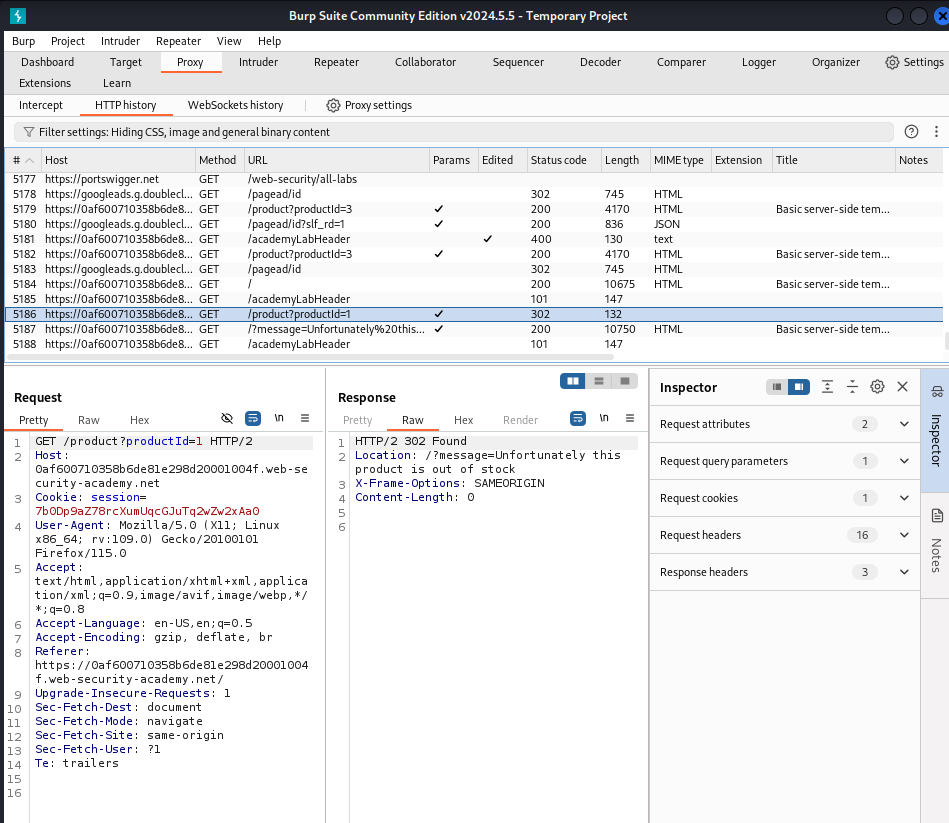 Burp Suite Community Edition v2024.5.5 - Temporary Project
Burp Project Intruder Repeater View Help
Dashboard Target Proxy Intruder Repeater Collaborator Sequencer Decoder Comparer Logger Organizer Settings
Extensions Learn
Intercept HTTP history WebSockets history Proxy settings
Filter settings: Hiding CSS, image and general binary content
# Host Method URL Params Edited Status code Length MIME type Extension Title Notes
5177 https://portswigger.net GET /web-security/all-labs
5178 https://googleads.g.doublecl... GET /pagead/id 302 745 HTML
5179 https://0af600710358b6de8... GET /product?productId=3 ✓ 200 4170 HTML Basic server-side tem...
5180 https://googleads.g.doublecl... GET /pagead/id?slf_rd=1 ✓ 200 836 JSON
5181 https://0af600710358b6de8... GET /academyLabHeader ✓ 400 130 text
5182 https://0af600710358b6de8... GET /product?productId=3 ✓ 200 4170 HTML Basic server-side tem...
5183 https://googleads.g.doublecl... GET /pagead/id 302 745 HTML
5184 https://0af600710358b6de8... GET / 200 10675 HTML Basic server-side tem...
5185 https://0af600710358b6de8... GET /academyLabHeader 101 147
5186 https://0af600710358b6de8... GET /product?productId=1 ✓ 302 132
5187 https://0af600710358b6de8... GET /?message=Unfortunately%20this... ✓ 200 10750 HTML Basic server-side tem...
5188 https://0af600710358b6de8... GET /academyLabHeader 101 147
Request
Pretty Raw Hex \n
1 GET /product?productId=1 HTTP/2
2 Host:
0af600710358b6de81e298d20001004f.web-se
curity-academy.net
3 Cookie: session=
7b0Dp9aZ78rcXumUqcGJuTq2wZw2xAa0
4 User-Agent: Mozilla/5.0 (X11; Linux
x86_64; rv:109.0) Gecko/20100101
Firefox/115.0
5 Accept:
text/html,application/xhtml+xml,applica
tion/xml;q=0.9,image/avif,image/webp,*/
*;q=0.8
6 Accept-Language: en-US,en;q=0.5
7 Accept-Encoding: gzip, deflate, br
8 Referer:
https://0af600710358b6de81e298d20001004
f.web-security-academy.net/
9 Upgrade-Insecure-Requests: 1
10 Sec-Fetch-Dest: document
11 Sec-Fetch-Mode: navigate
12 Sec-Fetch-Site: same-origin
13 Sec-Fetch-User: ?1
14 Te: trailers
15
16
Response
Pretty Raw Hex Render \n
1 HTTP/2 302 Found
2 Location: /?message=Unfortunately this
product is out of stock
3 X-Frame-Options: SAMEORIGIN
4 Content-Length: 0
5
6
Inspector
Request attributes 2
Request query parameters 1
Request cookies 1
Request headers 16
Response headers 3
Inspector
Notes